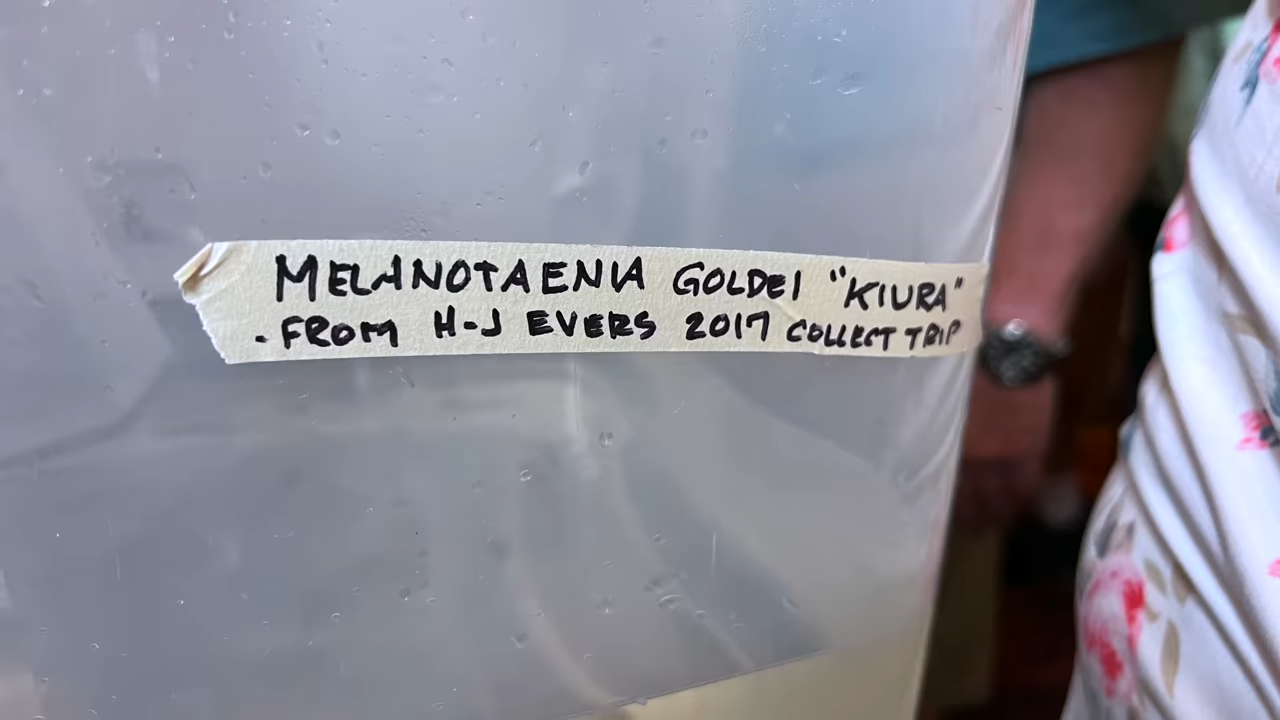 MELANOTAENIA GOLDEI "KIURA"
. FROM H-J EVERS 2017 COLLECT TRIP